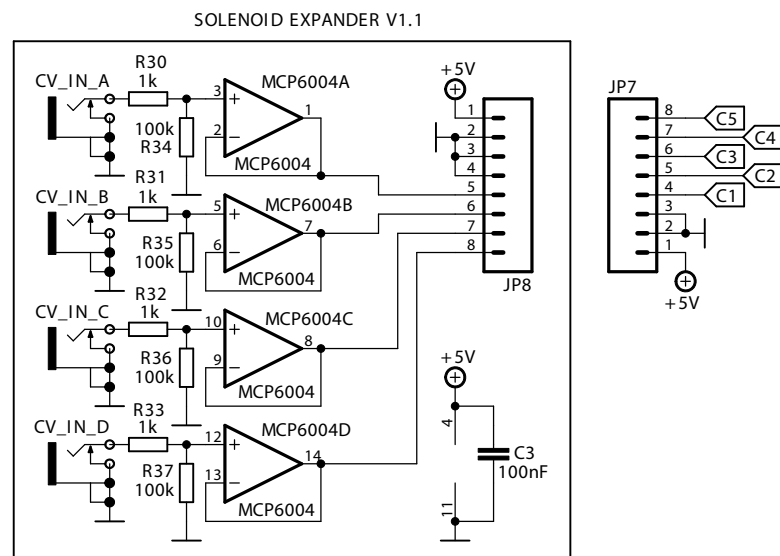 SOLENOID EXPANDER V1.1
CV_IN_A
R30
1k
3
+
2
−
1
MCP6004A
MCP6004
100k
R34
CV_IN_B
R31
1k
5
+
6
−
7
MCP6004B
MCP6004
R35
100k
CV_IN_C
R32
1k
10
+
9
−
8
MCP6004C
MCP6004
R36
100k
CV_IN_D
R33
1k
12
+
13
−
14
MCP6004D
MCP6004
R37
100k
+5V
1
2
3
4
5
6
7
8
JP8
+5V
4
11
C3
100nF
JP7
8
7
6
5
4
3
2
1
C5
C4
C3
C2
C1
+5V